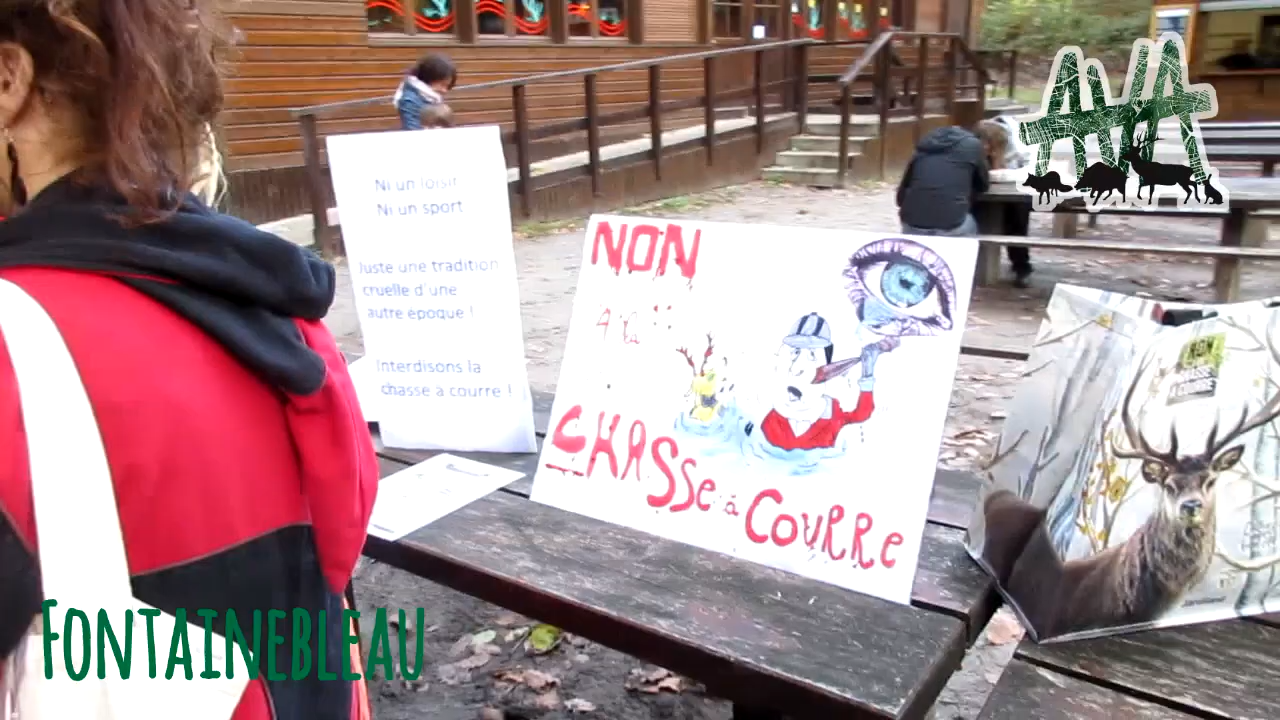 AVA
Ni un loisir
Ni un sport
Juste une tradition
cruelle d'une
autre époque !
Interdisons la
chasse à courre !
NON
A la
CHASSe à COURRe
FONTAINEBLEAU